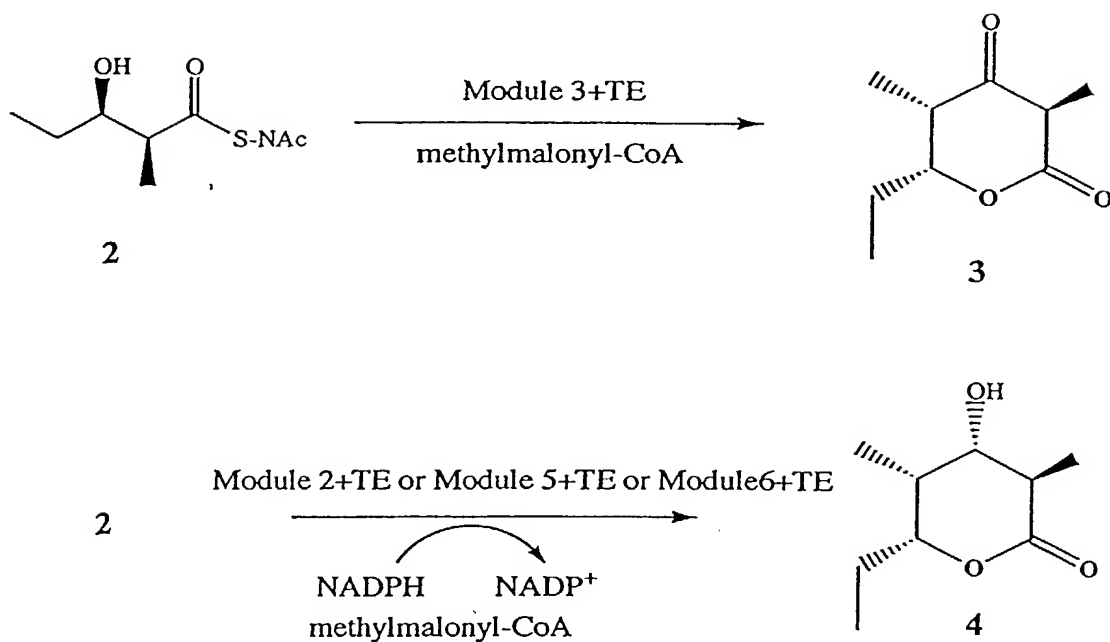 OH
O
S-NAc
2
Module 3+TE
methylmalonyl-CoA
O
O
O
3
2
Module 2+TE or Module 5+TE or Module6+TE
NADPH NADP+
methylmalonyl-CoA
OH
O
O
4